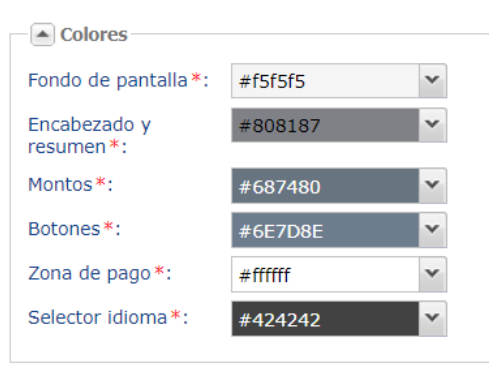 Colores
Fondo de pantalla*: #f5f5f5
Encabezado y #808187
resumen*:
Montos*: #687480
Botones*: #6E7D8E
Zona de pago*: #ffffff
Selector idioma*: #424242